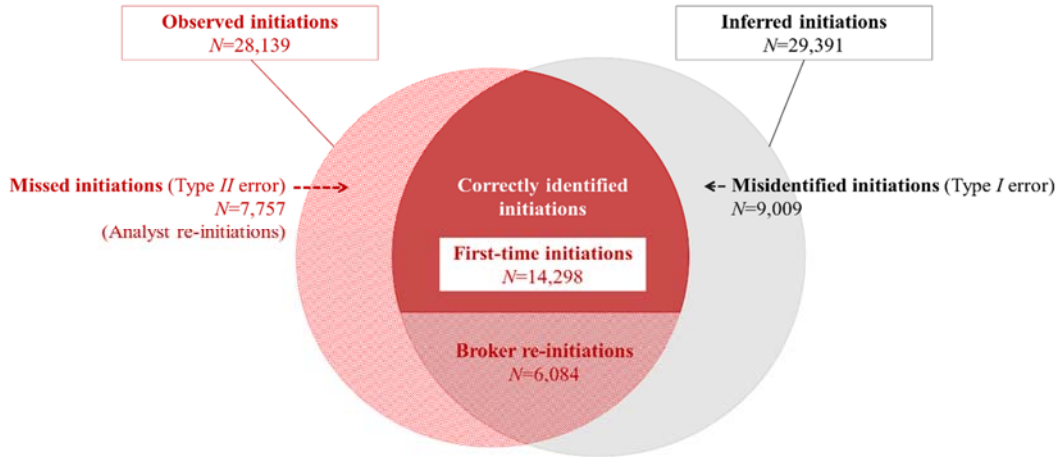 Observed initiations
N=28,139
Inferred initiations
N=29,391
Missed initiations (Type II error)
N=7,757
(Analyst re-initiations)
Correctly identified
initiations
First-time initiations
N=14,298
Broker re-initiations
N=6,084
Misidentified initiations (Type I error)
N=9,009